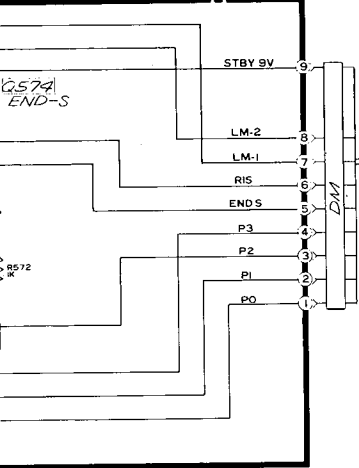 STBY 9V 9
Q574
END-S
LM-2 8
LM-1 7
RIS 6
END S 5
P3 4
P2 3
P1 2
P0 1
DM
R572
1K